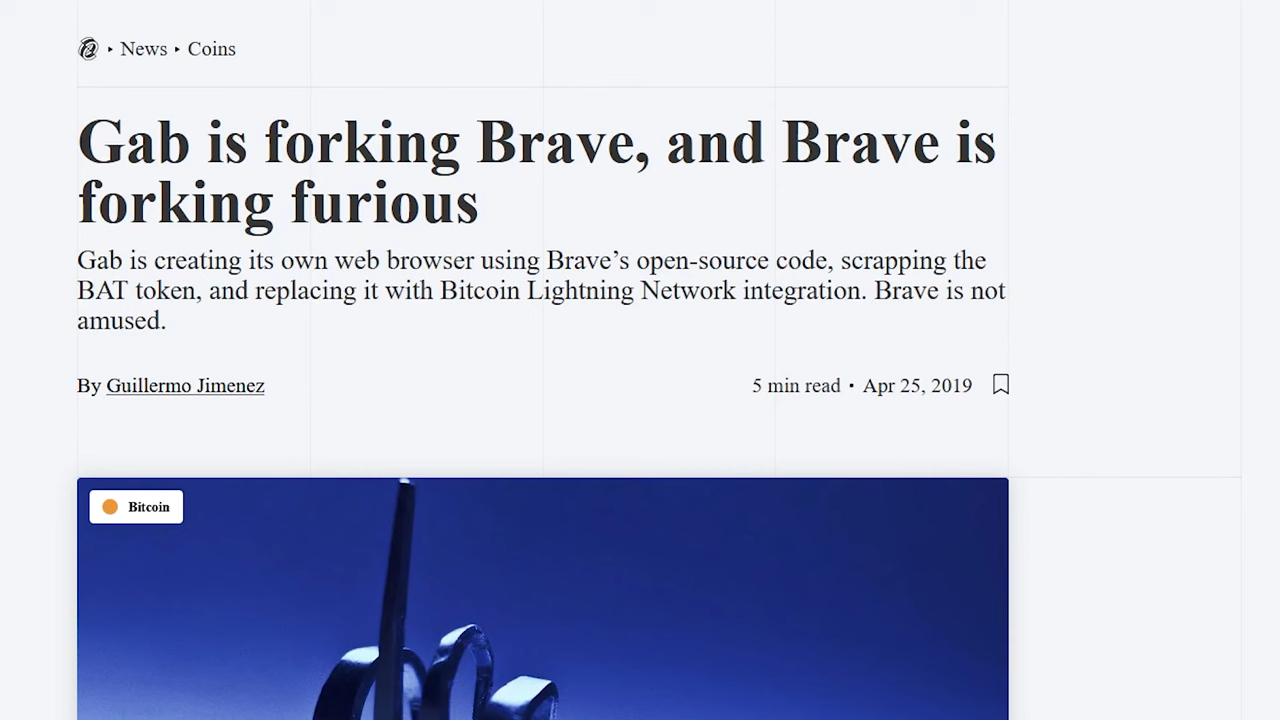 News ‣ Coins
Gab is forking Brave, and Brave is
forking furious
Gab is creating its own web browser using Brave’s open-source code, scrapping the
BAT token, and replacing it with Bitcoin Lightning Network integration. Brave is not
amused.
By Guillermo Jimenez
5 min read • Apr 25, 2019
Bitcoin